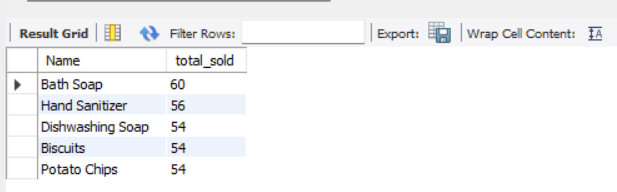 Result Grid Filter Rows: Export: Wrap Cell Content: IA
Name total_sold
Bath Soap 60
Hand Sanitizer 56
Dishwashing Soap 54
Biscuits 54
Potato Chips 54